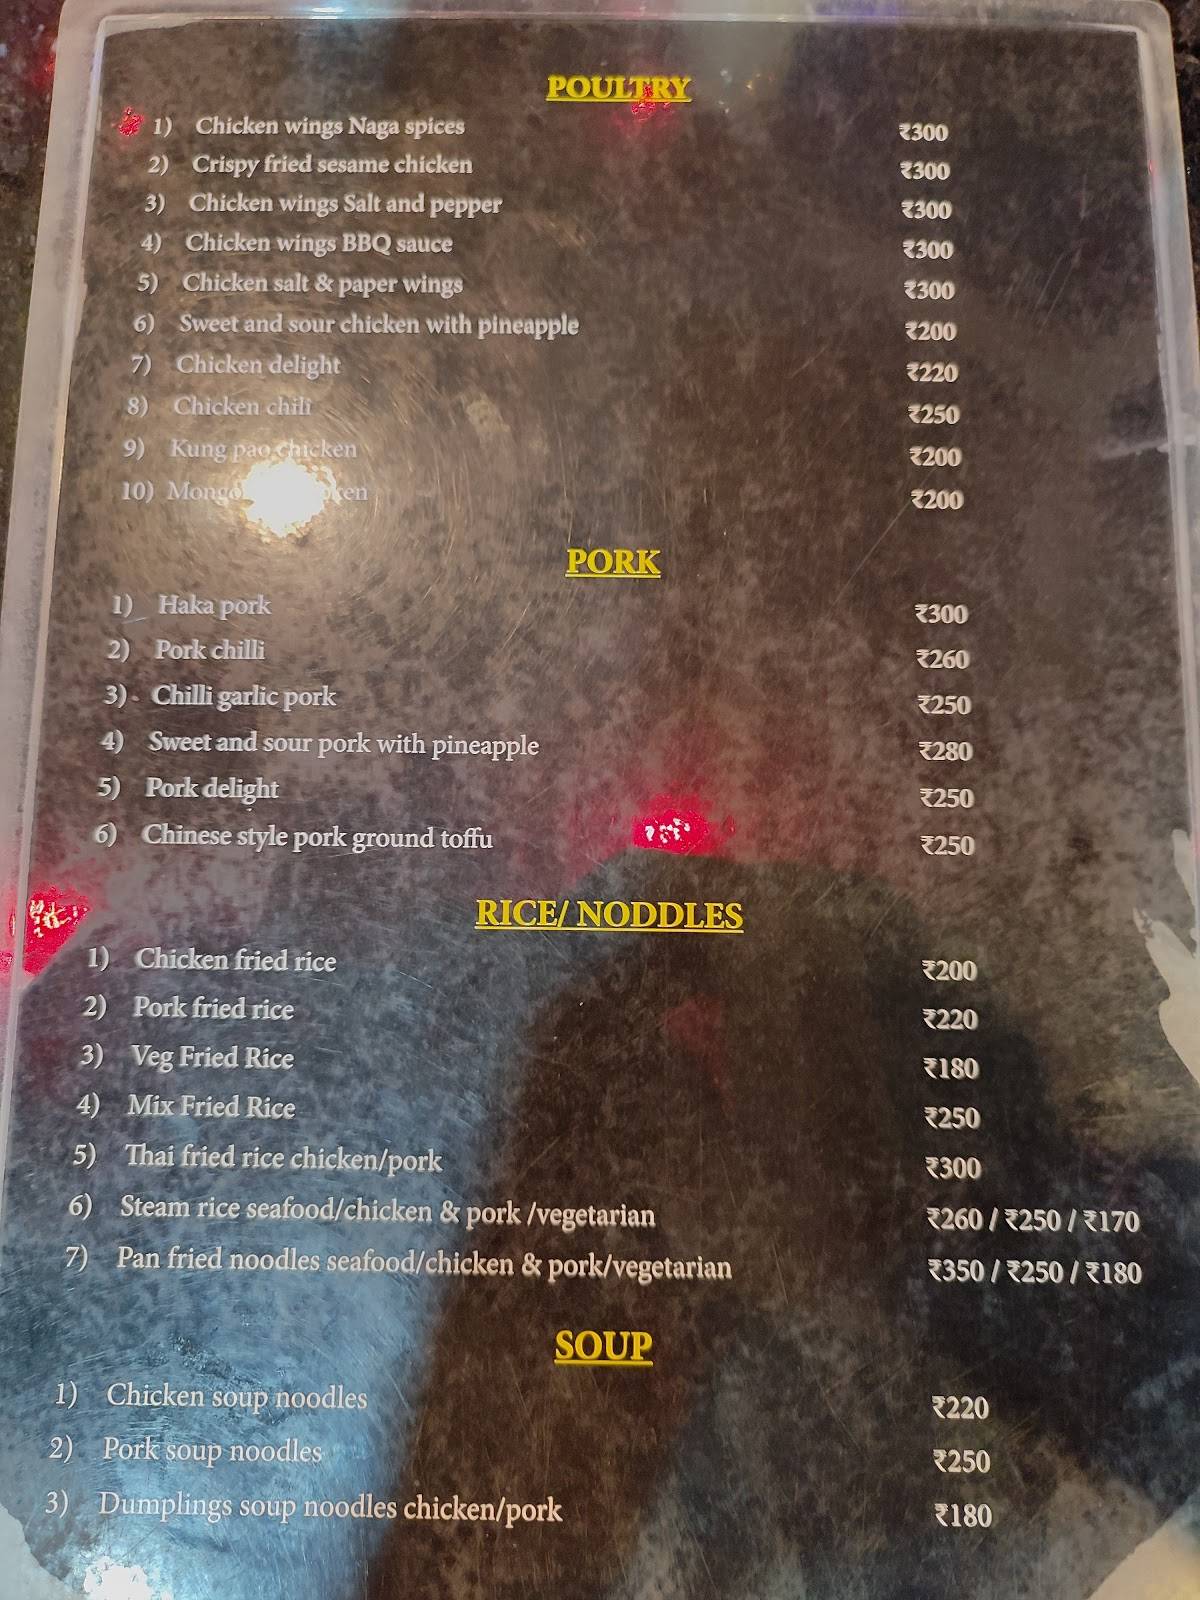 POULTRY
1) Chicken wings Naga spices ₹300
2) Crispy fried sesame chicken ₹300
3) Chicken wings Salt and pepper ₹300
4) Chicken wings BBQ sauce ₹300
5) Chicken salt & paper wings ₹300
6) Sweet and sour chicken with pineapple ₹200
7) Chicken delight ₹220
8) Chicken chili ₹250
9) Kung pao chicken ₹200
10) ₹200
PORK
1) Haka pork ₹300
2) Pork chilli ₹260
3) Chilli garlic pork ₹250
4) Sweet and sour pork with pineapple ₹280
5) Pork delight ₹250
6) Chinese style pork ground toffu ₹250
RICE/ NODDLES
1) Chicken fried rice ₹200
2) Pork fried rice ₹220
3) Veg Fried Rice ₹180
4) Mix Fried Rice ₹250
5) Thai fried rice chicken/pork ₹300
6) Steam rice seafood/chicken & pork /vegetarian ₹260 / ₹250 / ₹170
7) Pan fried noodles seafood/chicken & pork/vegetarian ₹350 / ₹250 / ₹180
SOUP
1) Chicken soup noodles ₹220
2) Pork soup noodles ₹250
3) Dumplings soup noodles chicken/pork ₹180